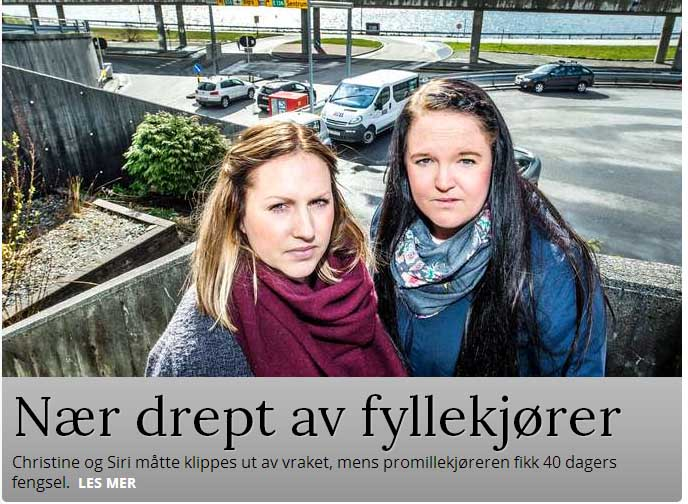 Sentrum
Nær drept av fyllekjører
Christine og Siri måtte klippes ut av vraket, mens promillekjøreren fikk 40 dagers
fengsel. LES MER